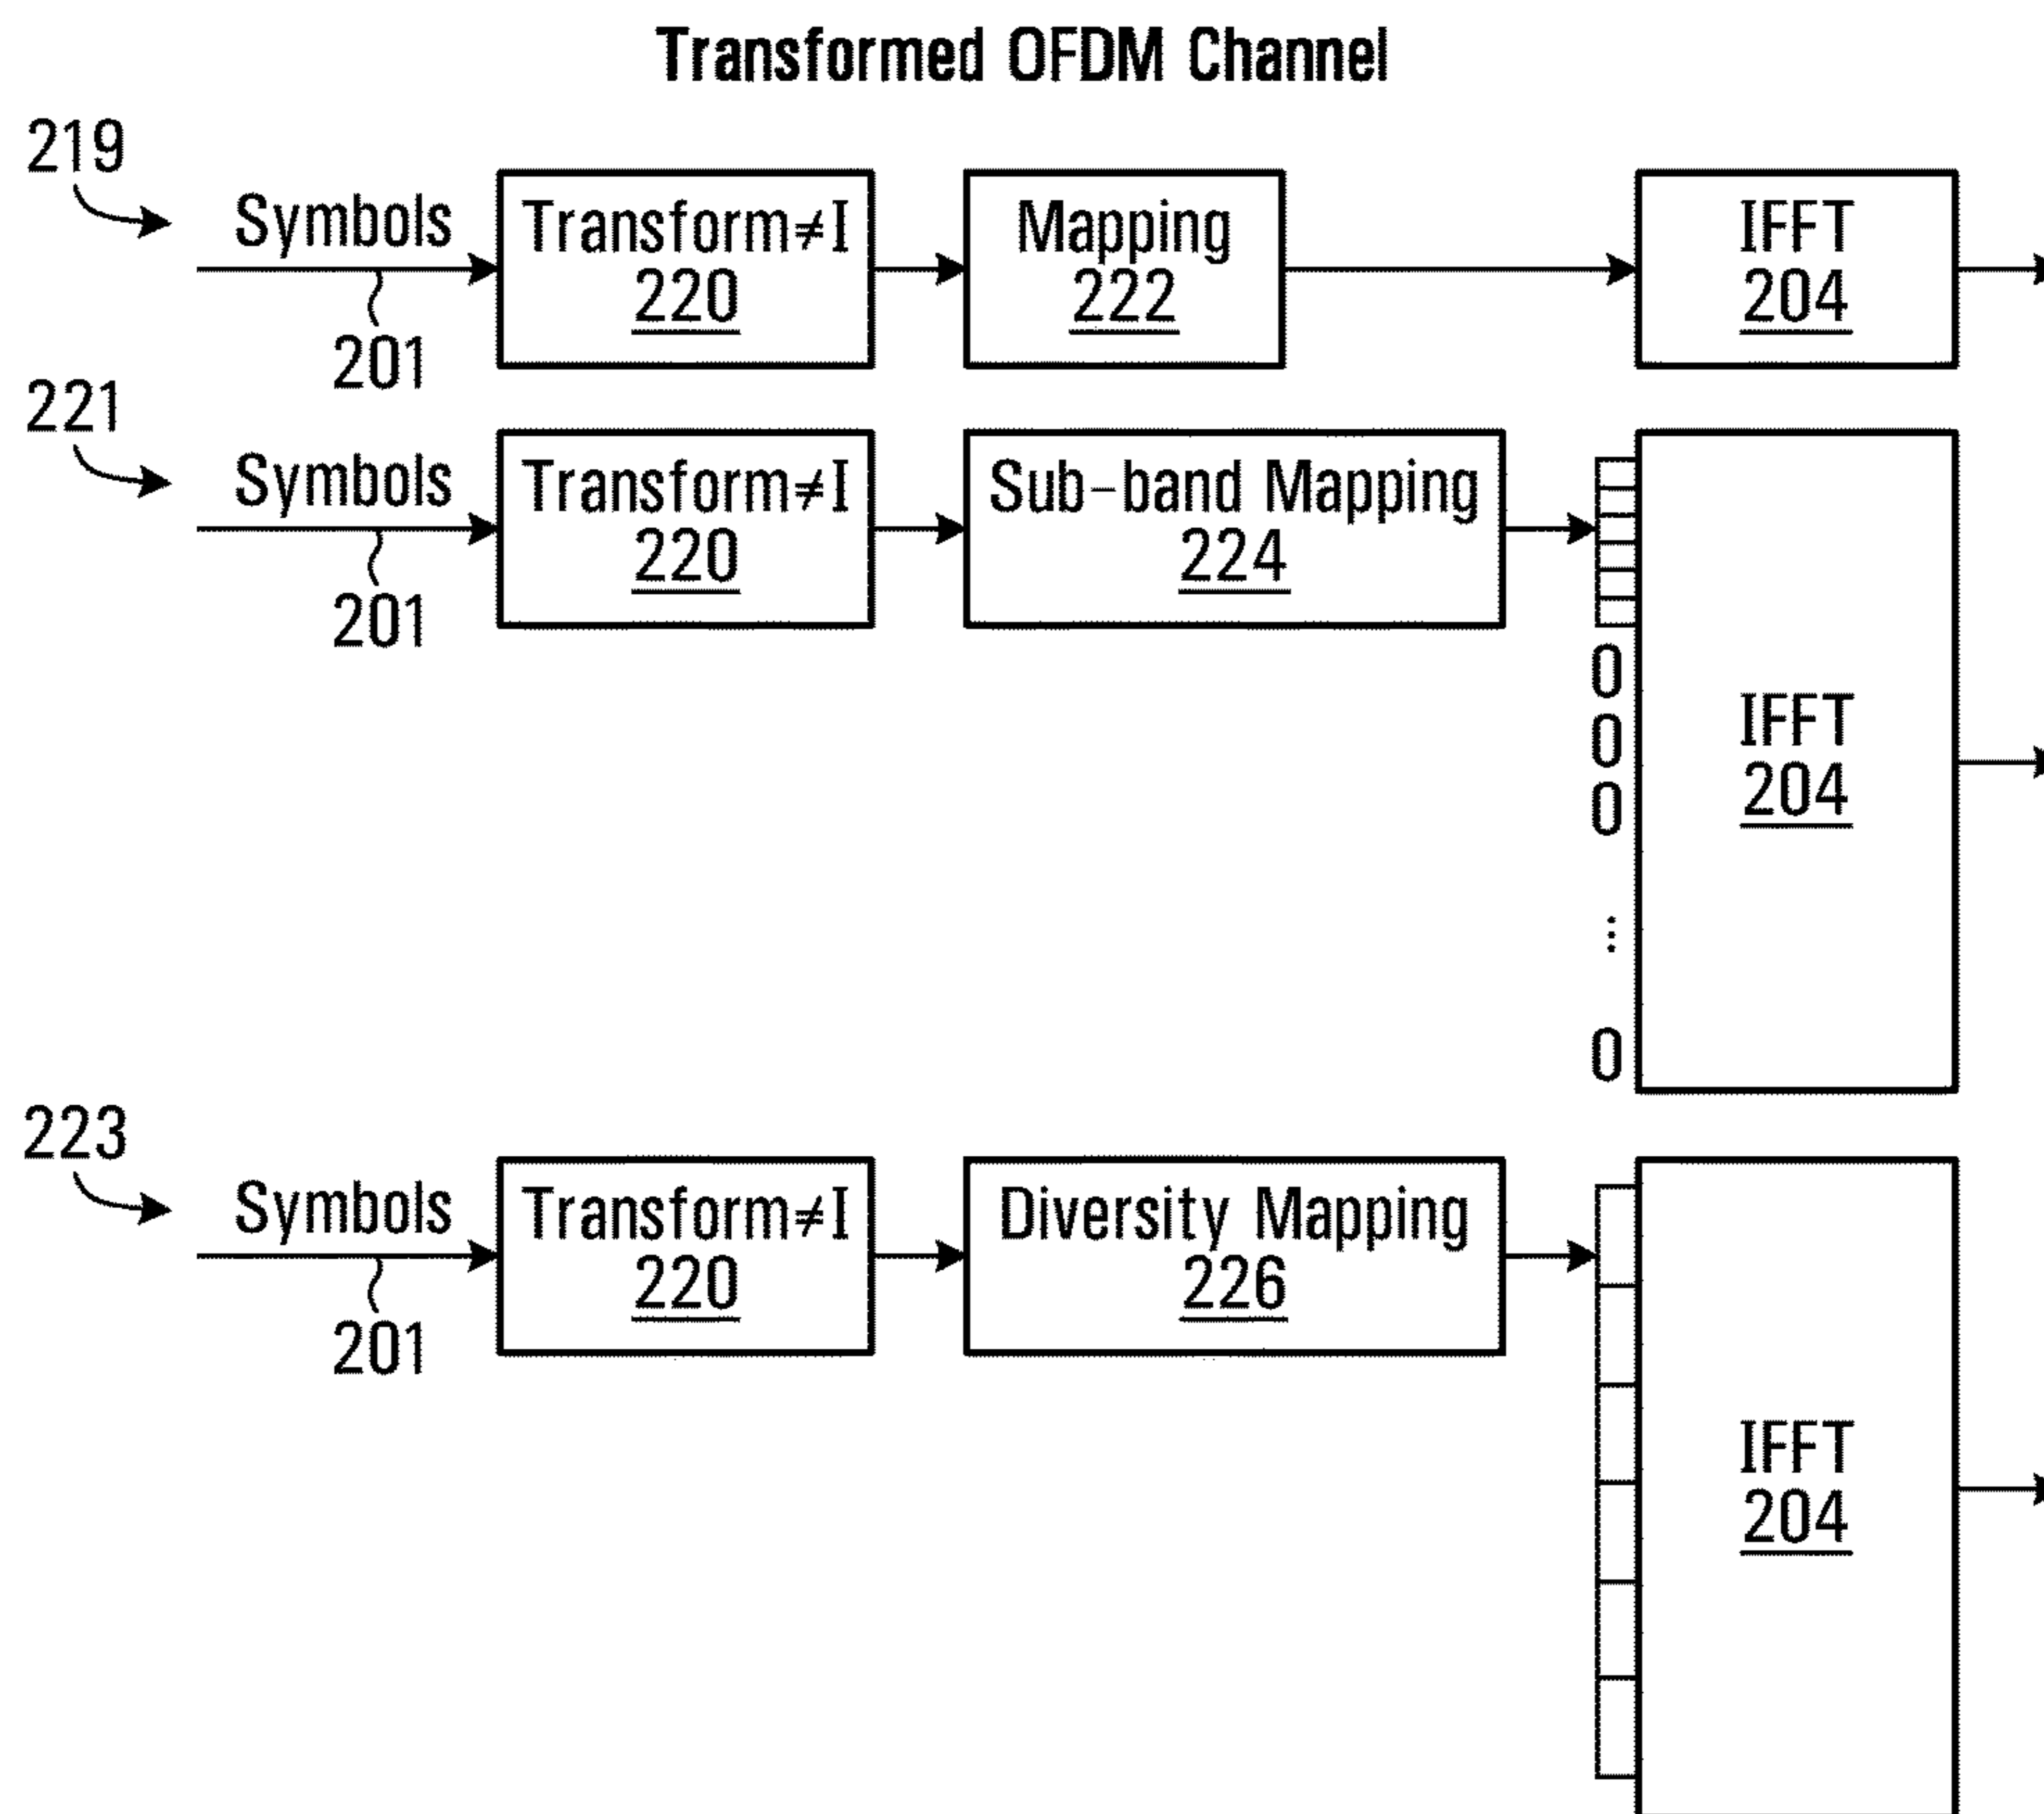 Transformed OFDM Channel
219
Symbols
201
Transform≠I
220
Mapping
222
IFFT
204
221
Symbols
201
Transform≠I
220
Sub-band Mapping
224
0
0
0
⋮
0
IFFT
204
223
Symbols
201
Transform≠I
220
Diversity Mapping
226
IFFT
204